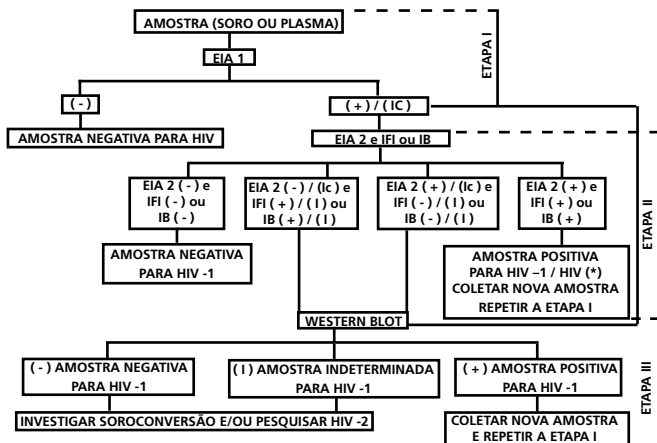 AMOSTRA (SORO OU PLASMA)
EIA 1
ETAPA I
( - )
( + ) / ( IC )
AMOSTRA NEGATIVA PARA HIV
EIA 2 e IFI ou IB
EIA 2 ( - ) e
IFI ( - ) ou
IB ( - )
EIA 2 ( - ) / (Ic) e
IFI ( + ) / ( I ) ou
IB ( + ) / ( I )
EIA 2 ( + ) / (Ic) e
IFI ( - ) / ( I ) ou
IB ( - ) / ( I )
EIA 2 ( + ) e
IFI ( + ) ou
IB ( + )
ETAPA II
AMOSTRA NEGATIVA
PARA HIV -1
AMOSTRA POSITIVA
PARA HIV –1 / HIV (*)
COLETAR NOVA AMOSTRA
REPETIR A ETAPA I
WESTERN BLOT
( - ) AMOSTRA NEGATIVA
PARA HIV -1
( I ) AMOSTRA INDETERMINADA
PARA HIV -1
( + ) AMOSTRA POSITIVA
PARA HIV -1
ETAPA III
INVESTIGAR SOROCONVERSÃO E/OU PESQUISAR HIV -2
COLETAR NOVA AMOSTRA
E REPETIR A ETAPA I